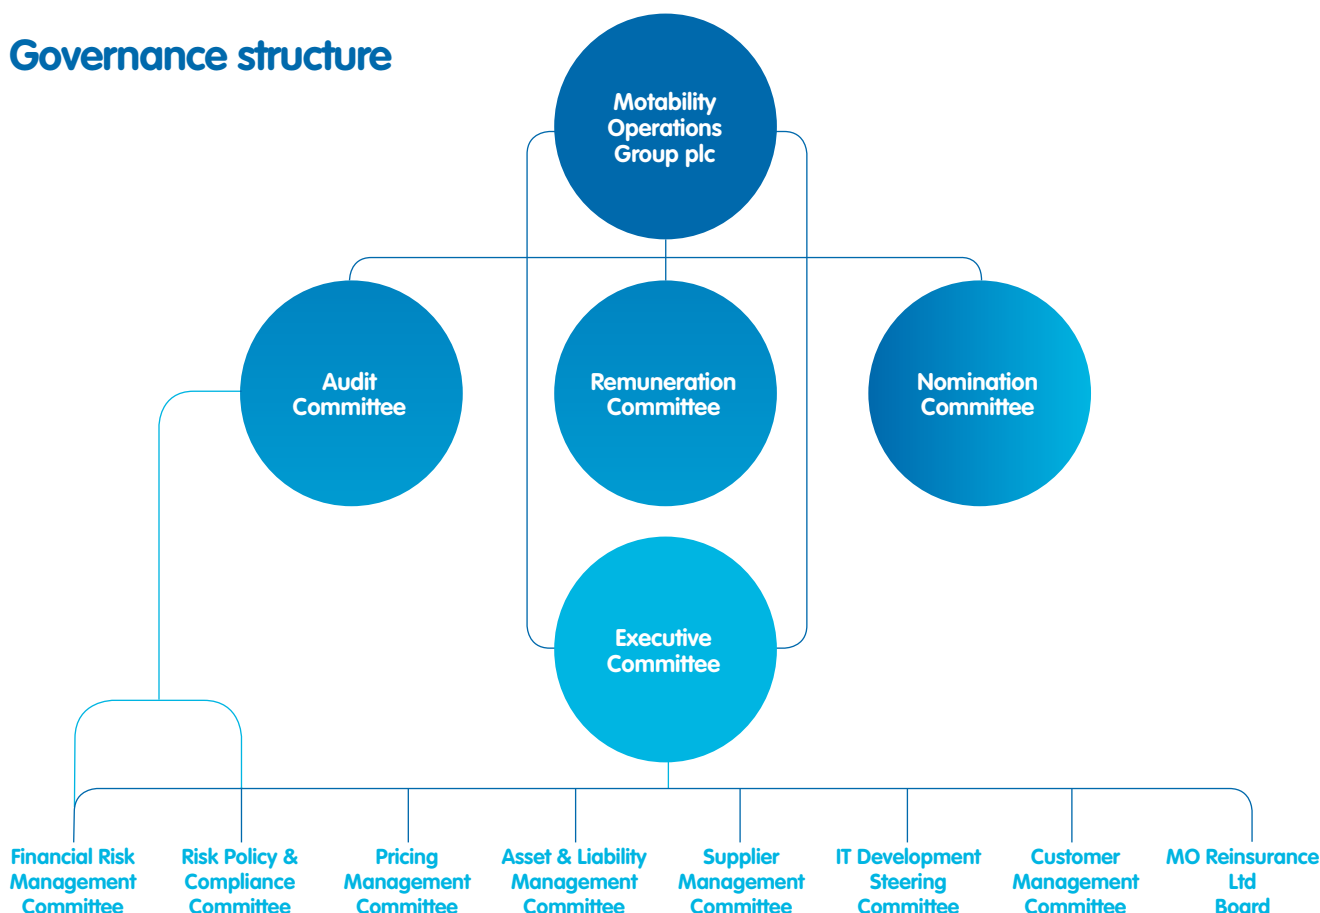 Governance structure
Motability
Operations
Group plc
Audit
Committee
Remuneration
Committee
Nomination
Committee
Executive
Committee
Financial Risk
Management
Committee
Risk Policy &
Compliance
Committee
Pricing
Management
Committee
Asset & Liability
Management
Committee
Supplier
Management
Committee
IT Development
Steering
Committee
Customer
Management
Committee
MO Reinsurance
Ltd
Board